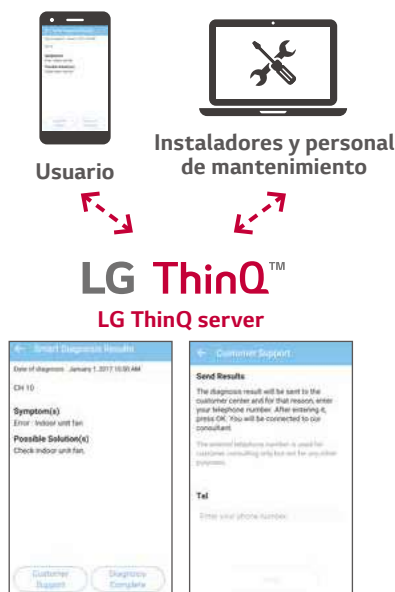 Usuario
Instaladores y personal
de mantenimiento
LG ThinQ™
LG ThinQ server
← Smart Diagnosis Results
Date of diagnosis : January 1, 2017 10:00 AM
CH 10
Symptom(s)
Error : Indoor unit fan
Possible Solution(s)
Check indoor unit fan.
Customer
Support
Diagnosis
Complete
← Customer Support
Send Results
The diagnosis result will be sent to the
customer center and for that reason, enter
your telephone number. After entering it,
press OK. You will be connected to our
consultant.
The entered telephone number is used for
customer consulting only but not for any other
purposes.
Tel
Enter your phone number.